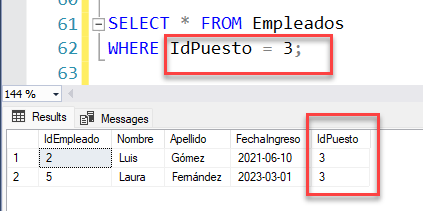 60
61 SELECT * FROM Empleados
62 WHERE IdPuesto = 3;
63
144 %
Results Messages
IdEmpleado Nombre Apellido FechaIngreso IdPuesto
1 2 Luis Gómez 2021-06-10 3
2 5 Laura Fernández 2023-03-01 3